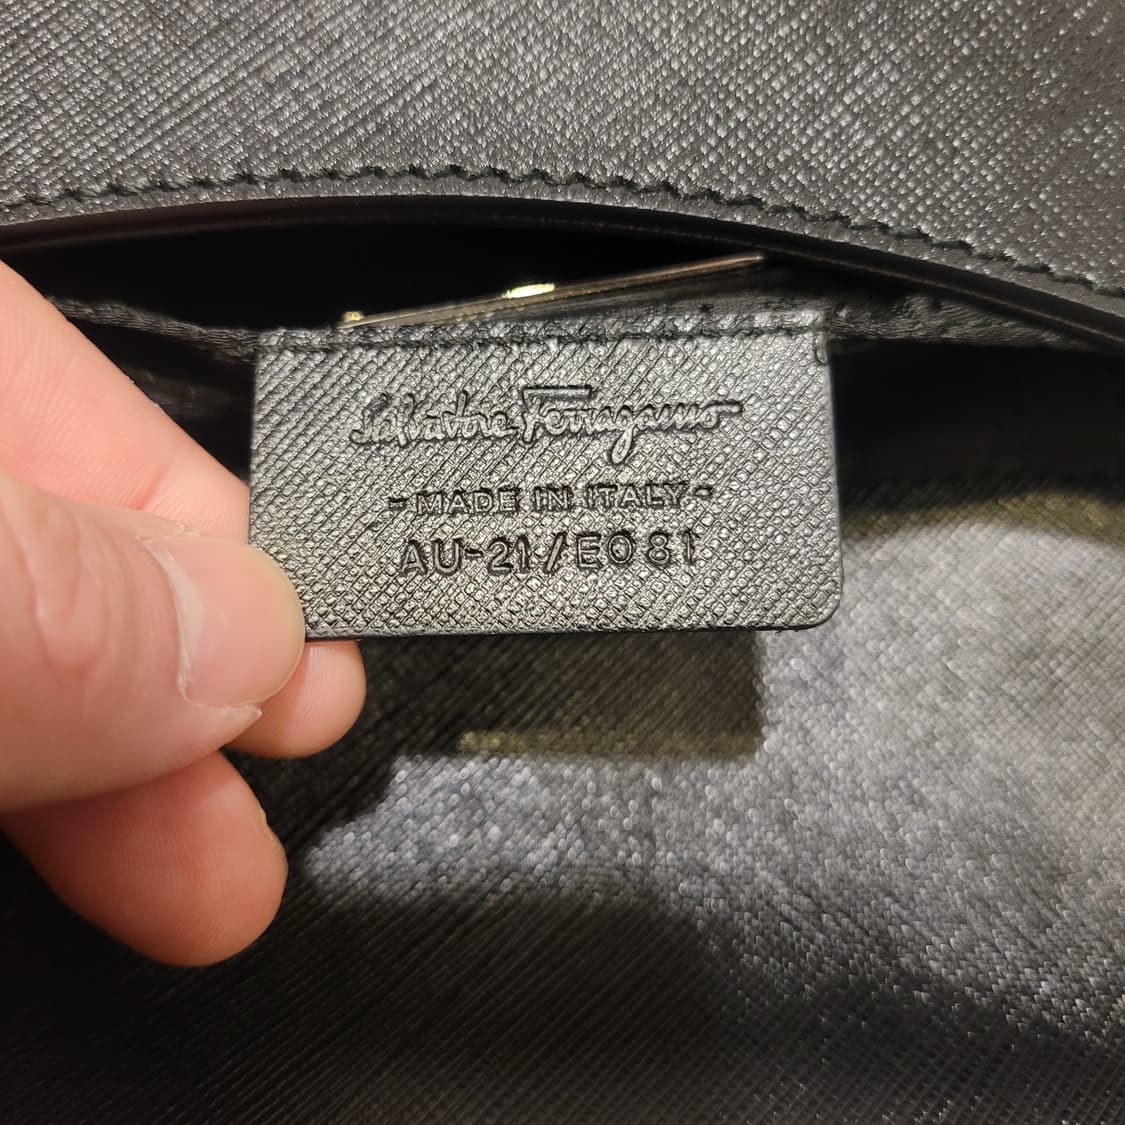 Salvatore Ferragamo
- MADE IN ITALY -
AU-21/E081